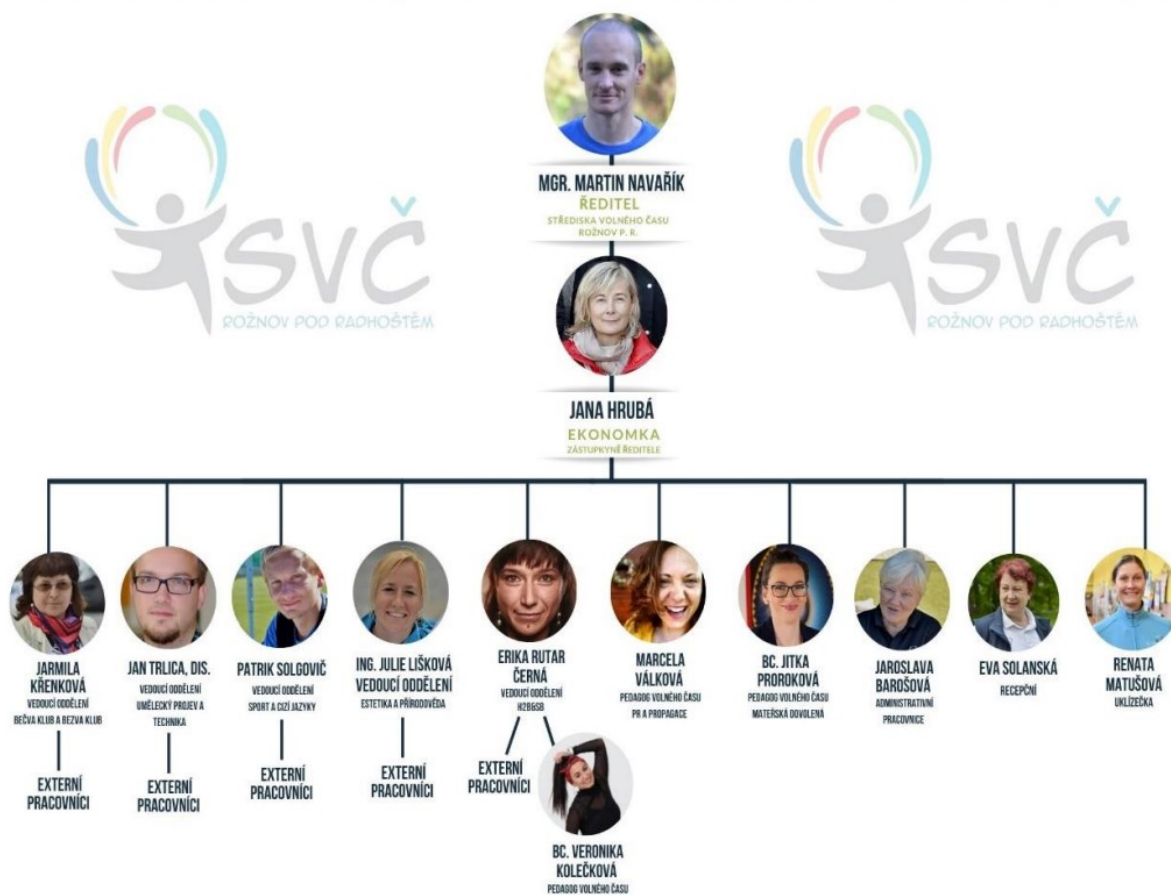 SVČ
ROŽNOV POD RADHOŠTĚM
SVČ
ROŽNOV POD RADHOŠTĚM
MGR. MARTIN NAVAŘÍK
ŘEDITEL
STŘEDISKA VOLNÉHO ČASU
ROŽNOV P. R.
JANA HRUBÁ
EKONOMKA
ZÁSTUPKYNĚ ŘEDITELE
JARMILA
KŘENKOVÁ
VEDOUCÍ ODDĚLENÍ
BEČVA KLUB A BEZVA KLUB
EXTERNÍ
PRACOVNÍCI
JAN TRLICA, DIS.
VEDOUCÍ ODDĚLENÍ
UMĚLECKÝ PROJEV A
TECHNIKA
EXTERNÍ
PRACOVNÍCI
PATRIK SOLGOVIČ
VEDOUCÍ ODDĚLENÍ
SPORT A CIZÍ JAZYKY
EXTERNÍ
PRACOVNÍCI
ING. JULIE LIŠKOVÁ
VEDOUCÍ ODDĚLENÍ
ESTETIKA A PŘÍRODOVĚDA
EXTERNÍ
PRACOVNÍCI
ERIKA RUTAR
ČERNÁ
VEDOUCÍ ODDĚLENÍ
H2B&SB
EXTERNÍ
PRACOVNÍCI
BC. VERONIKA
KOLEČKOVÁ
PEDAGOG VOLNÉHO ČASU
MARCELA
VÁLKOVÁ
PEDAGOG VOLNÉHO ČASU
PR A PROPAGACE
BC. JITKA
PROROKOVÁ
PEDAGOG VOLNÉHO ČASU
MATEŘSKÁ DOVOLENÁ
JAROSLAVA
BAROŠOVÁ
ADMINISTRATIVNÍ
PRACOVNICE
EVA SOLANSKÁ
RECEPČNÍ
RENATA
MATUŠOVÁ
UKLÍZEČKA